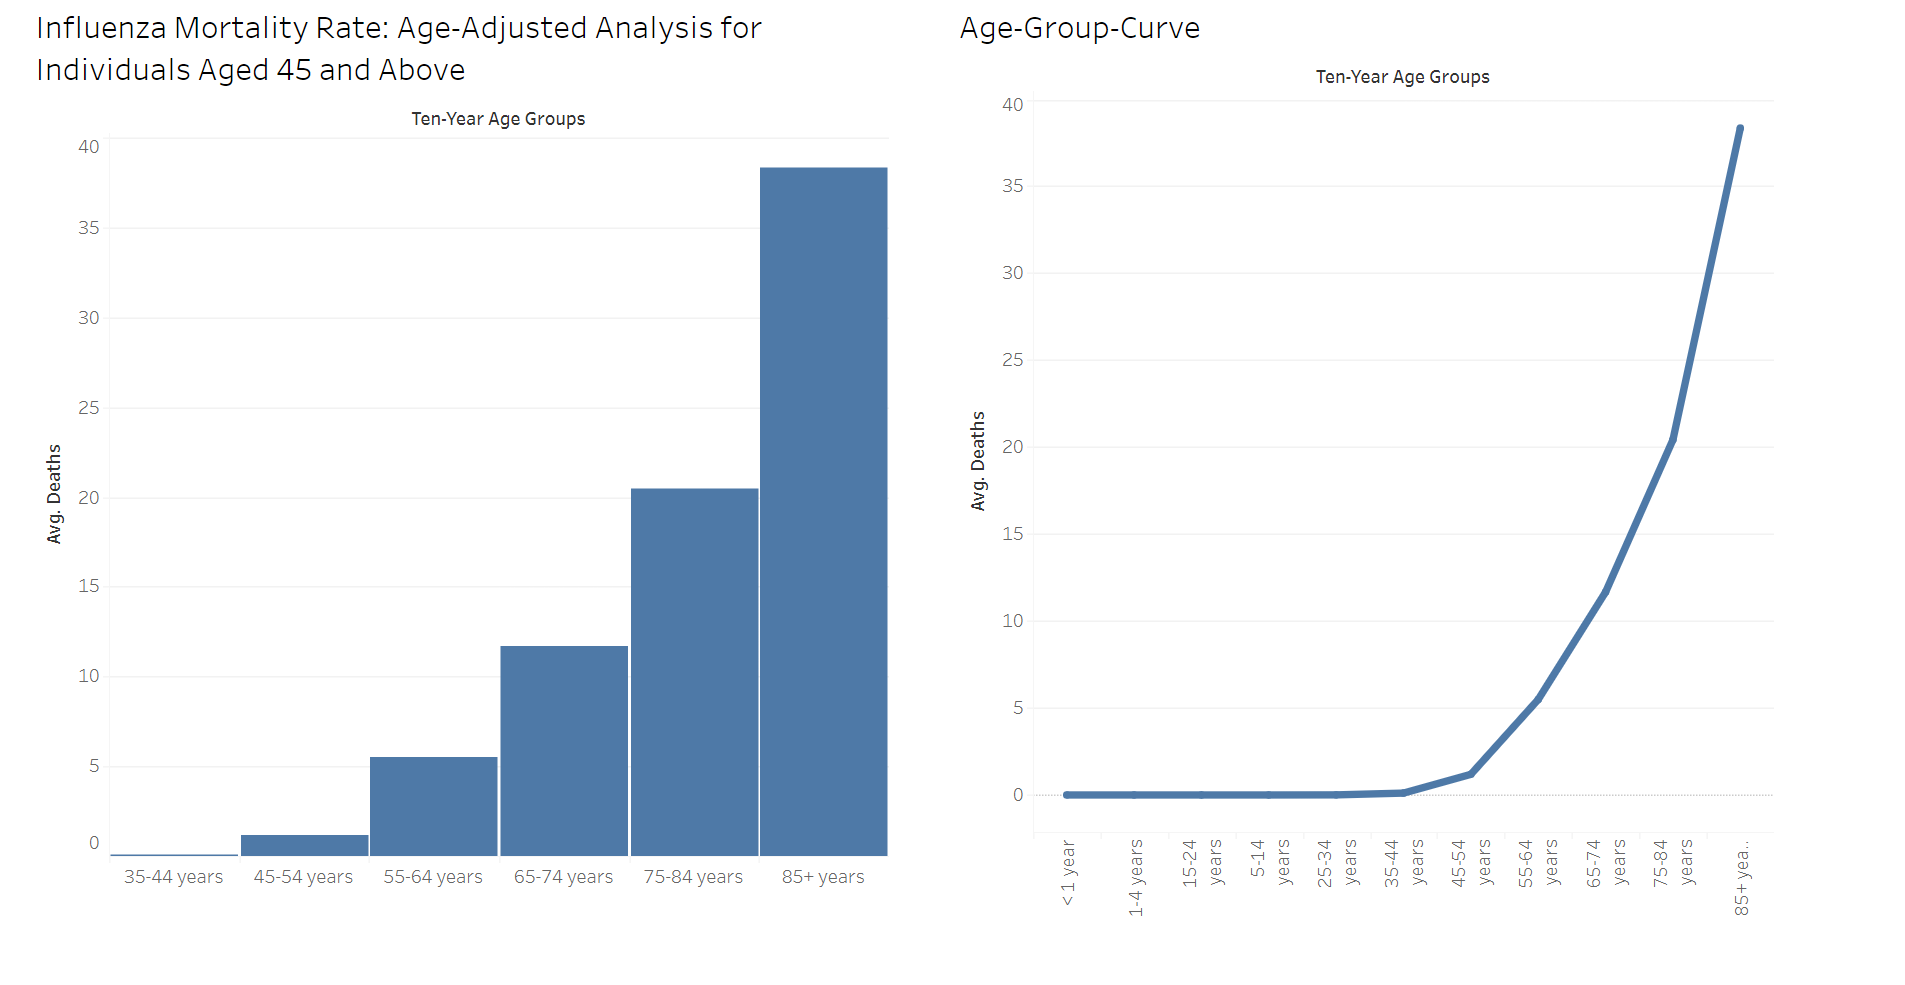 Influenza Mortality Rate: Age-Adjusted Analysis for
Individuals Aged 45 and Above
Ten-Year Age Groups
Avg. Deaths
40
35
30
25
20
15
10
5
0
35-44 years
45-54 years
55-64 years
65-74 years
75-84 years
85+ years
Age-Group-Curve
Ten-Year Age Groups
Avg. Deaths
40
35
30
25
20
15
10
5
0
< 1 year
1-4 years
15-24
years
5-14
years
25-34
years
35-44
years
45-54
years
55-64
years
65-74
years
75-84
years
85+ yea..